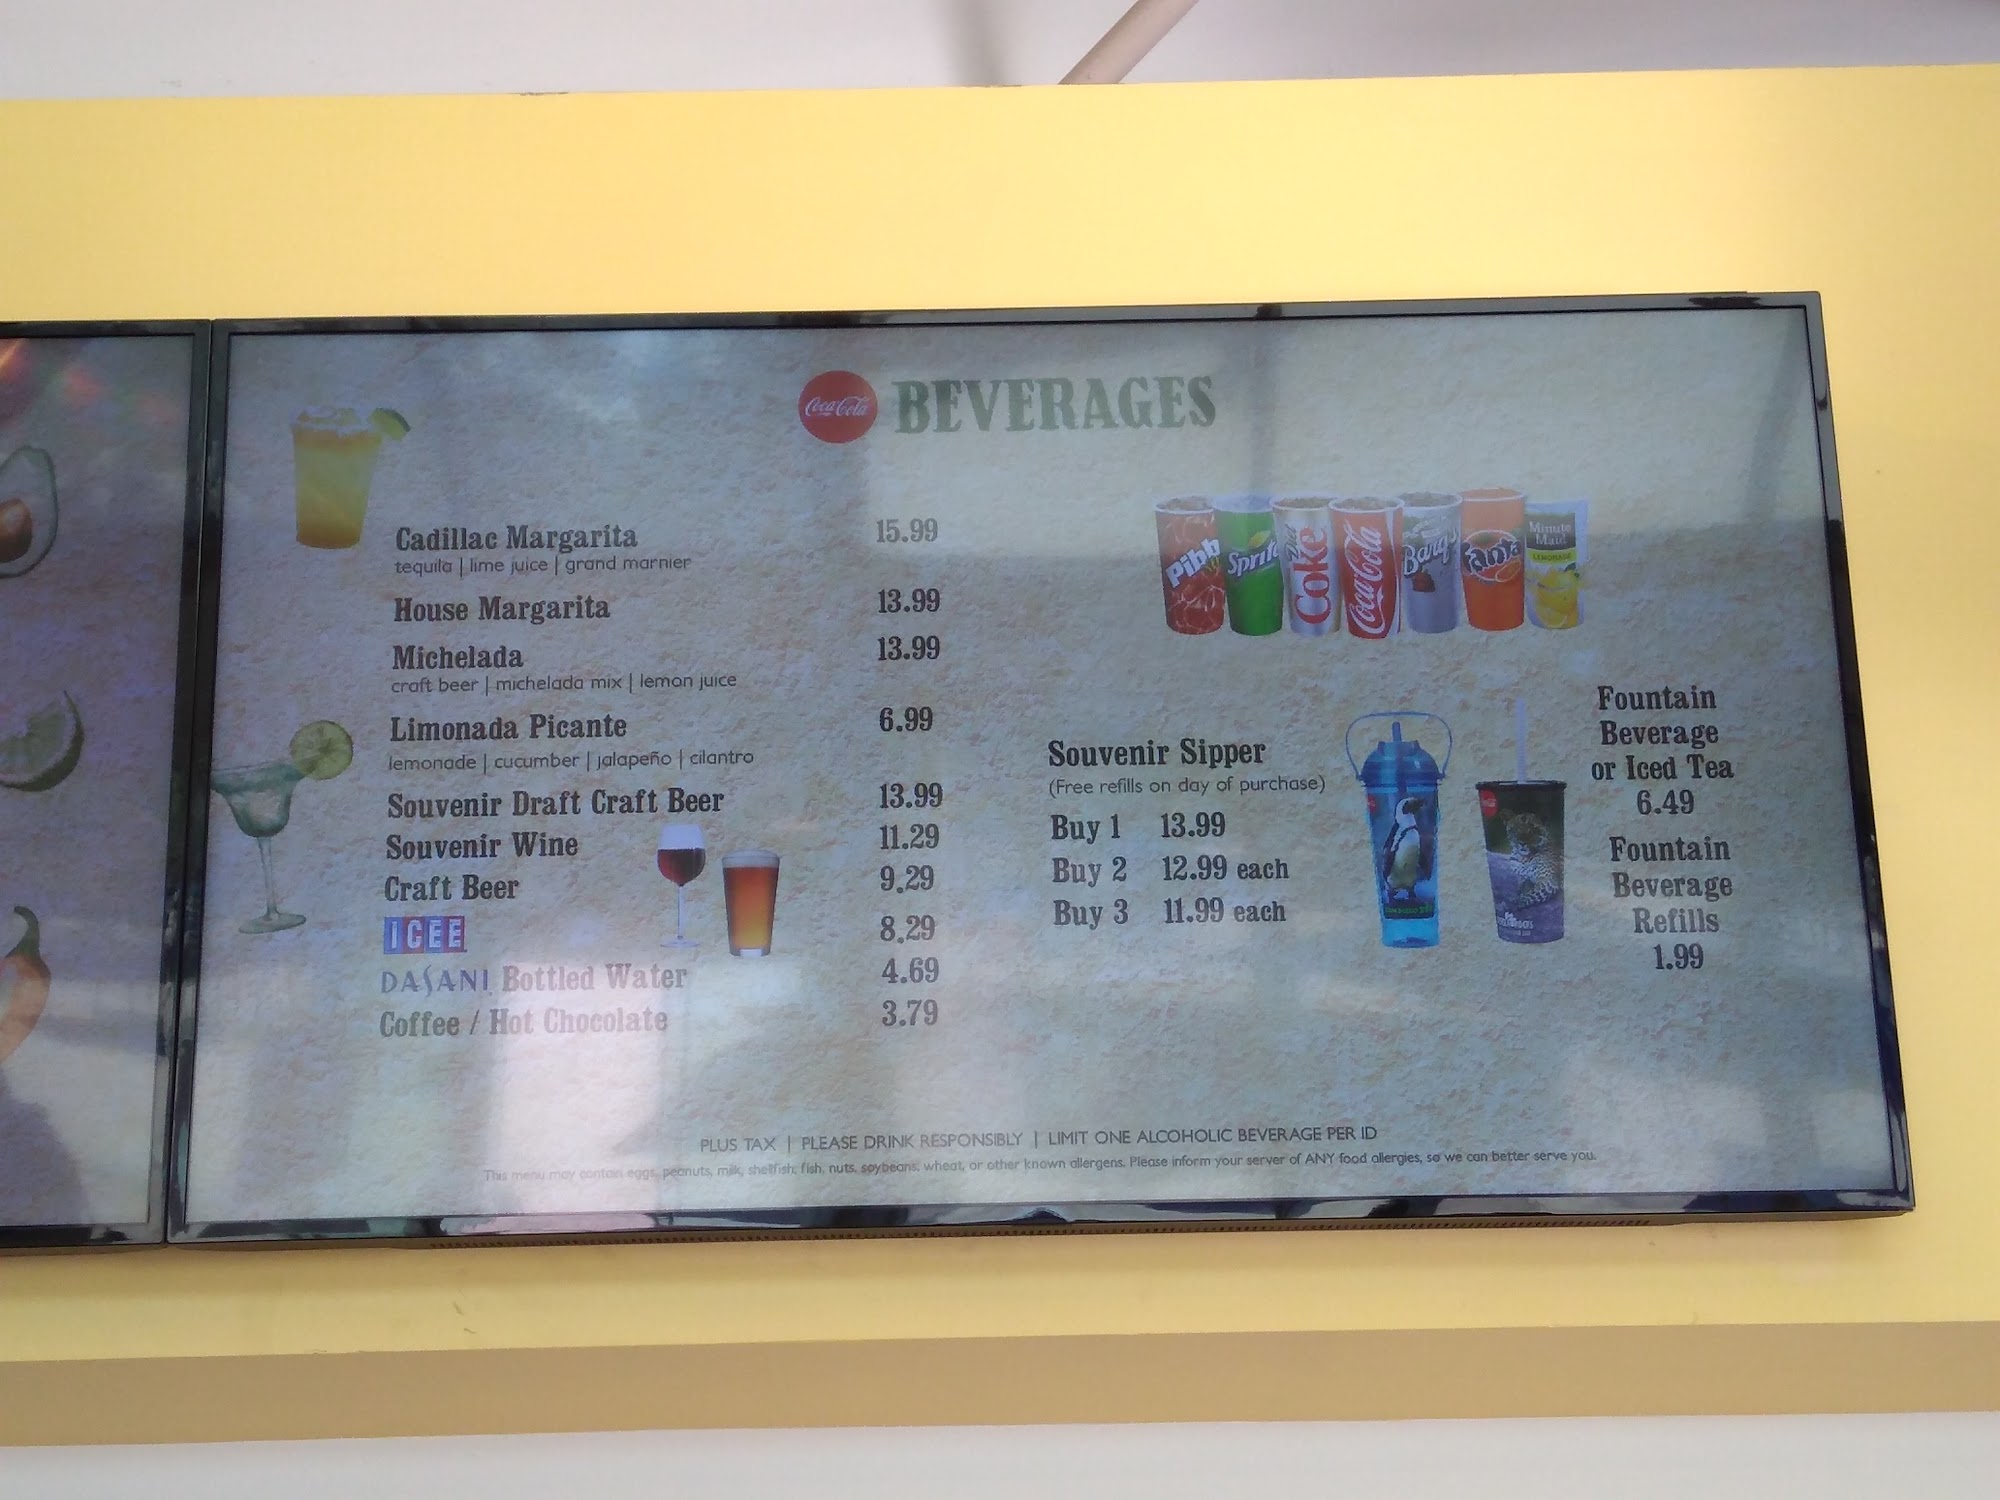 Coca-Cola BEVERAGES
Cadillac Margarita 15.99
tequila | lime juice | grand marnier
House Margarita 13.99
Michelada 13.99
craft beer | michelada mix | lemon juice
Limonada Picante 6.99
lemonade | cucumber | jalapeño | cilantro
Souvenir Draft Craft Beer 13.99
Souvenir Wine 11.29
Craft Beer 9.29
ICEE 8.29
DASANI Bottled Water 4.69
Coffee / Hot Chocolate 3.79
Pibb Sprite Coke Coca-Cola Barq's Fanta Minute Maid LEMONADE
Souvenir Sipper
(Free refills on day of purchase)
Buy 1 13.99
Buy 2 12.99 each
Buy 3 11.99 each
Fountain
Beverage
or Iced Tea
6.49
Fountain
Beverage
Refills
1.99
PLUS TAX | PLEASE DRINK RESPONSIBLY | LIMIT ONE ALCOHOLIC BEVERAGE PER ID
This menu may contain eggs, peanuts, milk, shellfish, fish, nuts, soybeans, wheat, or other known allergens. Please inform your server of ANY food allergies, so we can better serve you.